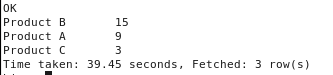 OK
Product B	15
Product A	9
Product C	3
Time taken: 39.45 seconds, Fetched: 3 row(s)